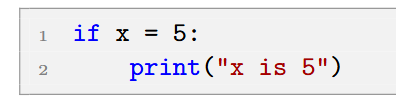 1 if x = 5:
2     print("x is 5")